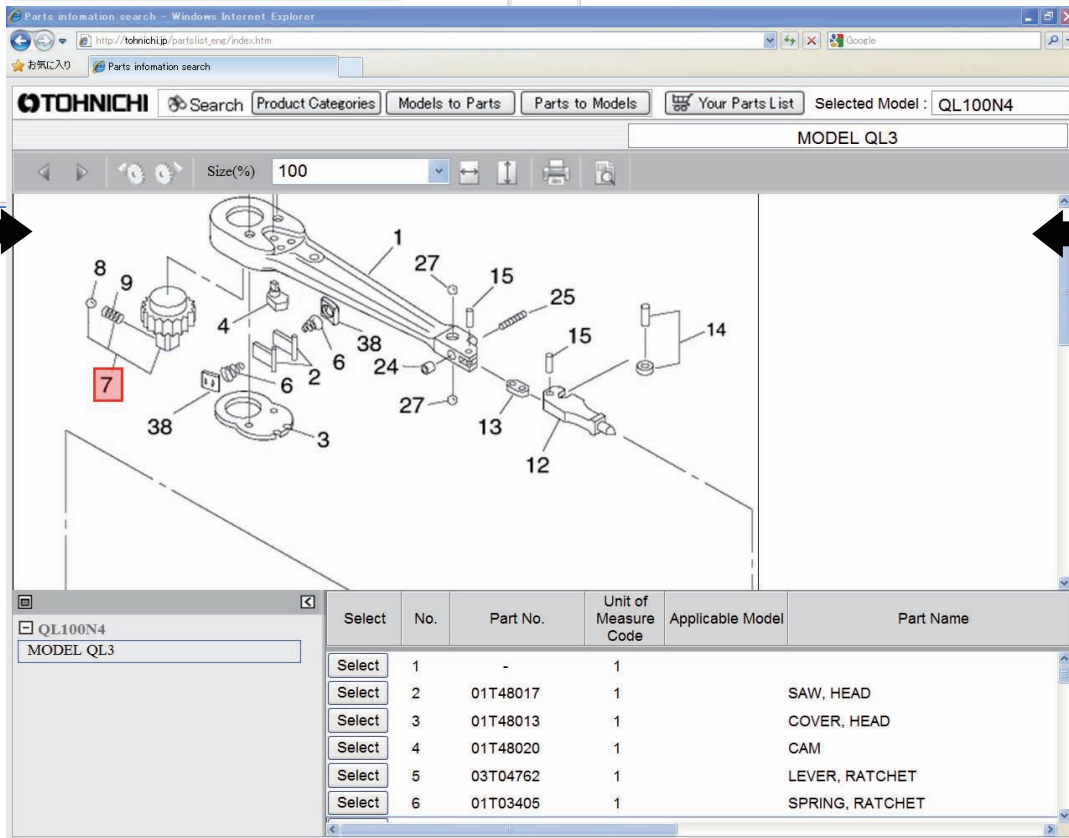 Parts infomation search - Windows Internet Explorer
http://tohnichi.jp/partslist_eng/index.htm
Google
お気に入り
Parts infomation search
TOHNICHI
Search
Product Categories
Models to Parts
Parts to Models
Your Parts List
Selected Model :
QL100N4
MODEL QL3
Size(%)
100
1
8
9
27
15
25
4
38
6
15
14
2
24
7
6
38
27
13
3
12
QL100N4
MODEL QL3
Select No. Part No. Unit of Measure Code Applicable Model Part Name
Select 1 - 1
Select 2 01T48017 1 SAW, HEAD
Select 3 01T48013 1 COVER, HEAD
Select 4 01T48020 1 CAM
Select 5 03T04762 1 LEVER, RATCHET
Select 6 01T03405 1 SPRING, RATCHET